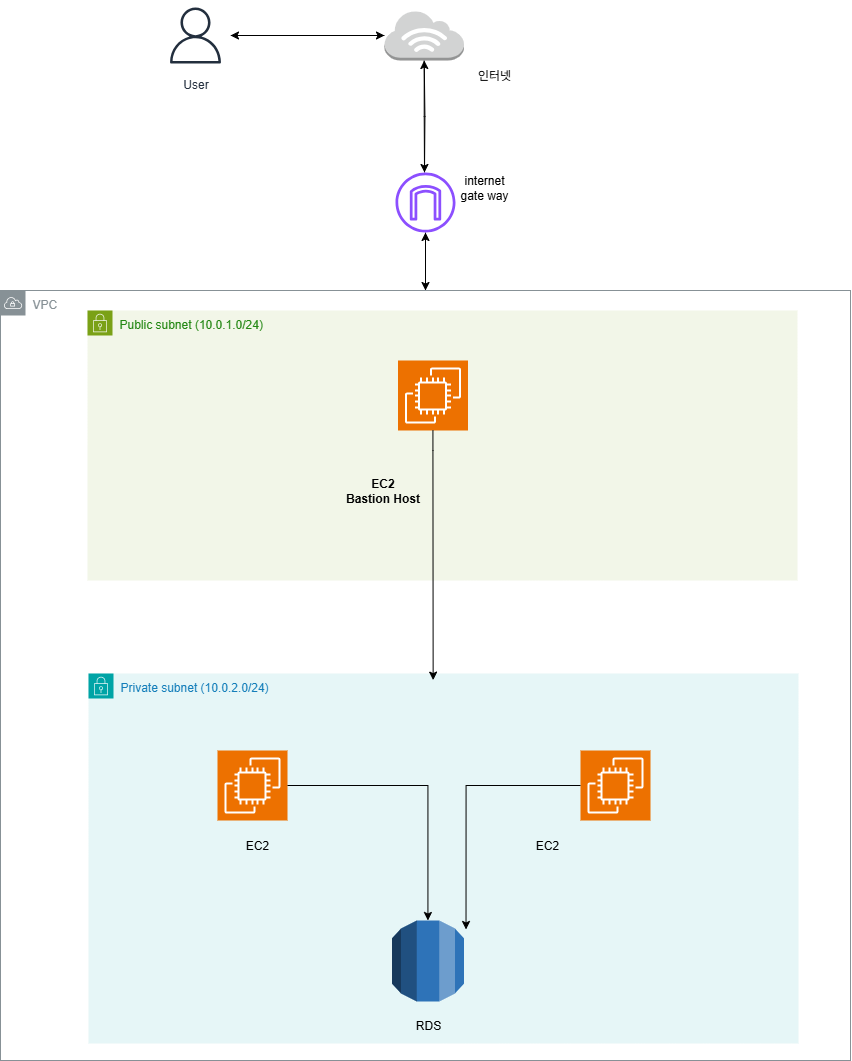 User
인터넷
internet
gate way
VPC
Public subnet (10.0.1.0/24)
EC2
Bastion Host
Private subnet (10.0.2.0/24)
EC2
EC2
RDS